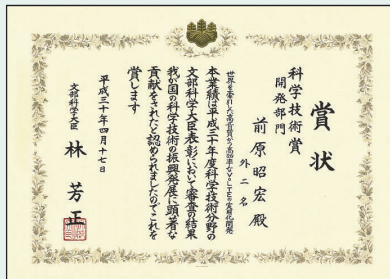 賞状
科学技術賞
開発部門
前原昭宏殿
外二名
本業績は平成三十年度科学技術分野の
文部科学大臣表彰において審査の結果
我が国の科学技術の振興発展に顕著な
貢献をされたと認められましたのでこれを
賞します
平成三十年四月十七日
文部科学大臣 林芳正